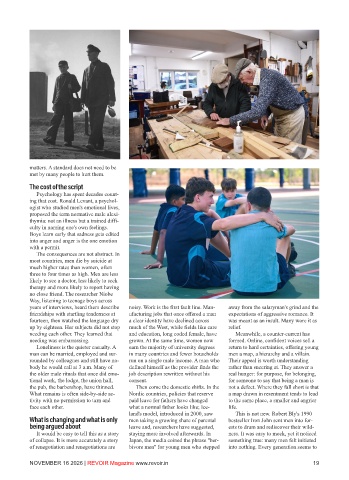 matters. A standard does not need to be
met by many people to hurt them.
The cost of the script
Psychology has spent decades count-
ing that cost. Ronald Levant, a psychol-
ogist who studied men's emotional lives,
proposed the term normative male alexi-
thymia: not an illness but a trained diffi-
culty in naming one's own feelings.
Boys learn early that sadness gets edited
into anger and anger is the one emotion
with a permit.
The consequences are not abstract. In
most countries, men die by suicide at
much higher rates than women, often
three to four times as high. Men are less
likely to see a doctor, less likely to seek
therapy and more likely to report having
no close friend. The researcher Niobe
Way, listening to teenage boys across
years of interviews, heard them describe
friendships with startling tenderness at
fourteen, then watched the language dry
up by eighteen. Her subjects did not stop
needing each other. They learned that
needing was embarrassing.
Loneliness is the quieter casualty. A
man can be married, employed and sur-
rounded by colleagues and still have no-
body he would call at 3 a.m. Many of
the older male rituals that once did emo-
tional work, the lodge, the union hall,
the pub, the barbershop, have thinned.
What remains is often side-by-side ac-
tivity with no permission to turn and
face each other.
What is changing and what is only
being argued about
It would be easy to tell this as a story
of collapse. It is more accurately a story
of renegotiation and renegotiations are
noisy. Work is the first fault line. Man-
ufacturing jobs that once offered a man
a clear identity have declined across
much of the West, while fields like care
and education, long coded female, have
grown. At the same time, women now
earn the majority of university degrees
in many countries and fewer households
run on a single male income. A man who
defined himself as the provider finds the
job description rewritten without his
consent.
Then come the domestic shifts. In the
Nordic countries, policies that reserve
paid leave for fathers have changed
what a normal father looks like; Ice-
land's model, introduced in 2000, saw
men taking a growing share of parental
leave and, researchers have suggested,
staying more involved afterwards. In
Japan, the media coined the phrase "her-
bivore men" for young men who stepped
away from the salaryman's grind and the
expectations of aggressive romance. It
was meant as an insult. Many wore it as
relief.
Meanwhile, a counter-current has
formed. Online, confident voices sell a
return to hard certainties, offering young
men a map, a hierarchy and a villain.
Their appeal is worth understanding
rather than sneering at. They answer a
real hunger: for purpose, for belonging,
for someone to say that being a man is
not a defect. Where they fall short is that
a map drawn in resentment tends to lead
to the same place, a smaller and angrier
life.
This is not new. Robert Bly's 1990
bestseller Iron John sent men into for-
ests to drum and rediscover their wild-
ness. It was easy to mock, yet it noticed
something true: many men felt initiated
into nothing. Every generation seems to
NOVEMBER 16 2026 | REVOIR Magazine www.revoir.in
19